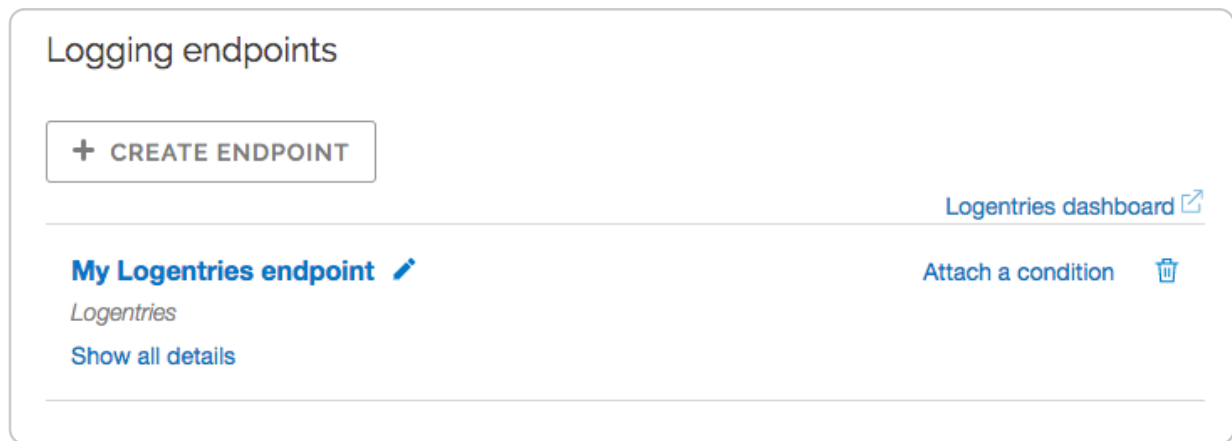 Logging endpoints
+ CREATE ENDPOINT
Logentries dashboard
My Logentries endpoint
Attach a condition
Logentries
Show all details